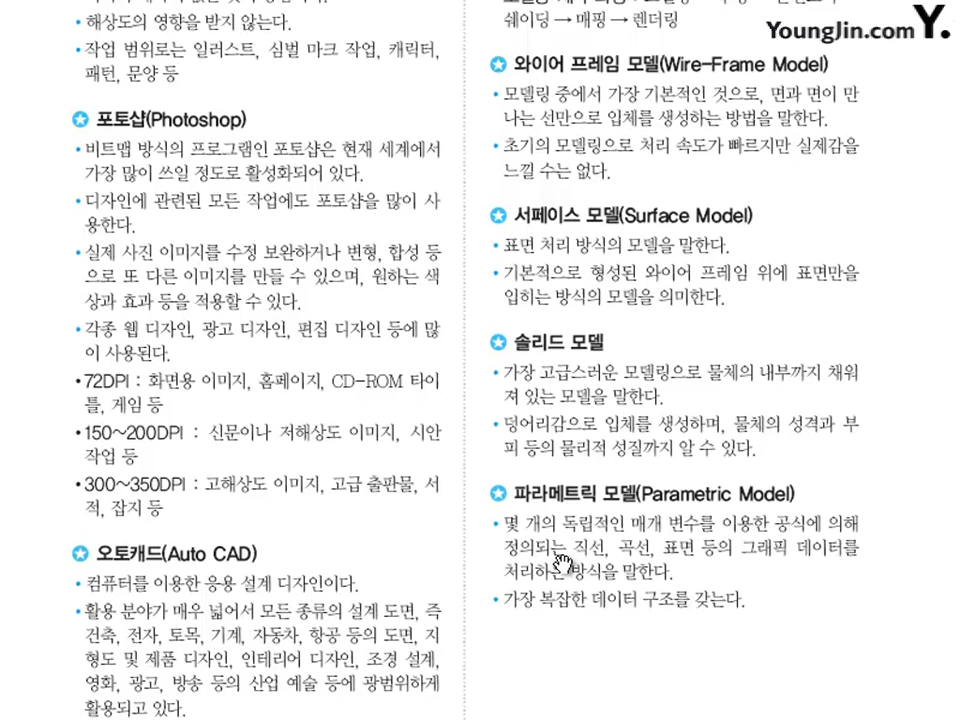 • 해상도의 영향을 받지 않는다.
• 작업 범위로는 일러스트, 심벌 마크 작업, 캐릭터,
패턴, 문양 등
포토샵(Photoshop)
• 비트맵 방식의 프로그램인 포토샵은 현재 세계에서
가장 많이 쓰일 정도로 활성화되어 있다.
• 디자인에 관련된 모든 작업에도 포토샵을 많이 사
용한다.
• 실제 사진 이미지를 수정 보완하거나 변형, 합성 등
으로 또 다른 이미지를 만들 수 있으며, 원하는 색
상과 효과 등을 적용할 수 있다.
• 각종 웹 디자인, 광고 디자인, 편집 디자인 등에 많
이 사용된다.
• 72DPI : 화면용 이미지, 홈페이지, CD-ROM 타이
틀, 게임 등
• 150~200DPI : 신문이나 저해상도 이미지, 시안
작업 등
• 300~350DPI : 고해상도 이미지, 고급 출판물, 서
적, 잡지 등
오토캐드(Auto CAD)
• 컴퓨터를 이용한 응용 설계 디자인이다.
• 활용 분야가 매우 넓어서 모든 종류의 설계 도면, 즉
건축, 전자, 토목, 기계, 자동차, 항공 등의 도면, 지
형도 및 제품 디자인, 인테리어 디자인, 조경 설계,
영화, 광고, 방송 등의 산업 예술 등에 광범위하게
활용되고 있다.
쉐이딩 → 매핑 → 렌더링
YoungJin.com Y.
와이어 프레임 모델(Wire-Frame Model)
• 모델링 중에서 가장 기본적인 것으로, 면과 면이 만
나는 선만으로 입체를 생성하는 방법을 말한다.
• 초기의 모델링으로 처리 속도가 빠르지만 실제감을
느낄 수는 없다.
서페이스 모델(Surface Model)
• 표면 처리 방식의 모델을 말한다.
• 기본적으로 형성된 와이어 프레임 위에 표면만을
입히는 방식의 모델을 의미한다.
솔리드 모델
• 가장 고급스러운 모델링으로 물체의 내부까지 채워
져 있는 모델을 말한다.
• 덩어리감으로 입체를 생성하며, 물체의 성격과 부
피 등의 물리적 성질까지 알 수 있다.
파라메트릭 모델(Parametric Model)
• 몇 개의 독립적인 매개 변수를 이용한 공식에 의해
정의되는 직선, 곡선, 표면 등의 그래픽 데이터를
처리하는 방식을 말한다.
• 가장 복잡한 데이터 구조를 갖는다.